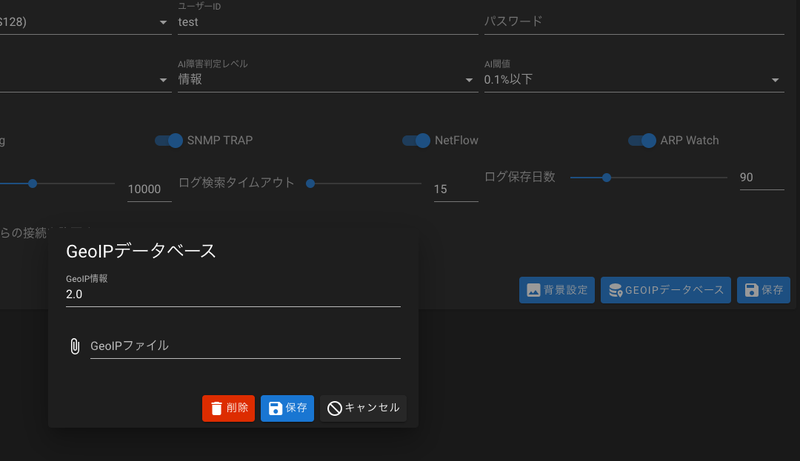 ユーザーID
S128)
test
パスワード
AI障害判定レベル
AI閾値
情報
0.1%以下
g
SNMP TRAP
NetFlow
ARP Watch
10000
ログ検索タイムアウト
15
ログ保存日数
90
らの接続
GeoIPデータベース
GeoIP情報
2.0
GeoIPファイル
背景設定
GEOIPデータベース
保存
削除
保存
キャンセル